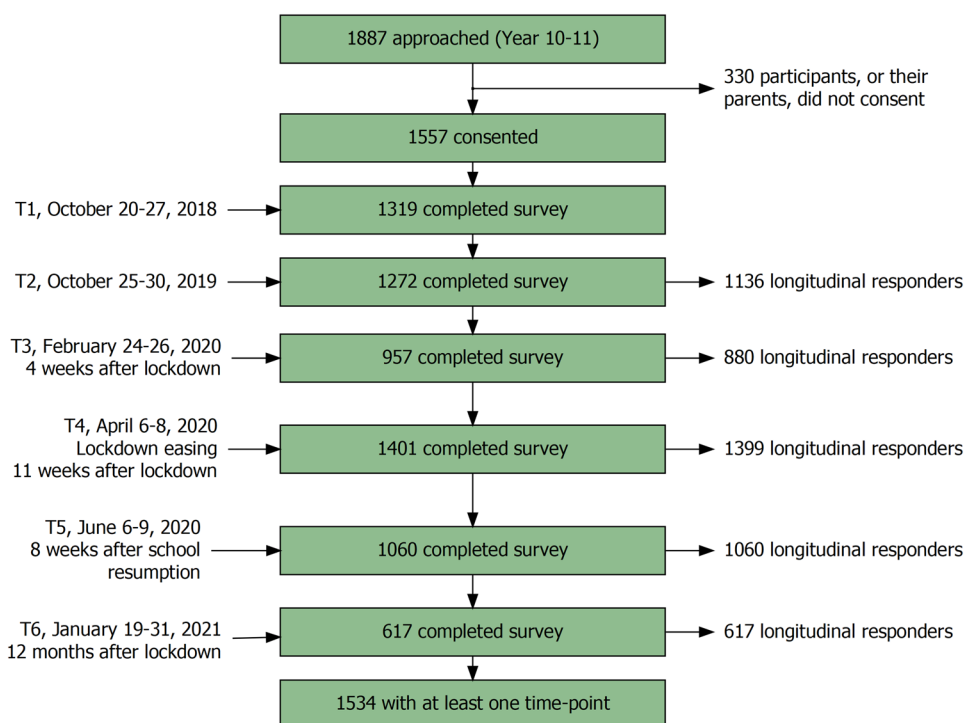 1887 approached (Year 10-11)
330 participants, or their
parents, did not consent
1557 consented
T1, October 20-27, 2018
1319 completed survey
T2, October 25-30, 2019
1272 completed survey
1136 longitudinal responders
T3, February 24-26, 2020
4 weeks after lockdown
957 completed survey
880 longitudinal responders
T4, April 6-8, 2020
Lockdown easing
11 weeks after lockdown
1401 completed survey
1399 longitudinal responders
T5, June 6-9, 2020
8 weeks after school
resumption
1060 completed survey
1060 longitudinal responders
T6, January 19-31, 2021
12 months after lockdown
617 completed survey
617 longitudinal responders
1534 with at least one time-point